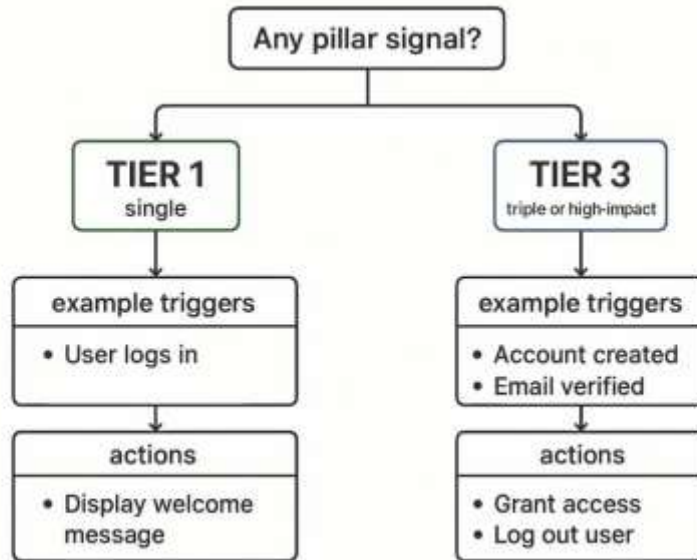 Any pillar signal?
TIER 1
single
example triggers
• User logs in
actions
• Display welcome
message
TIER 3
triple or high-impact
example triggers
• Account created
• Email verified
actions
• Grant access
• Log out user